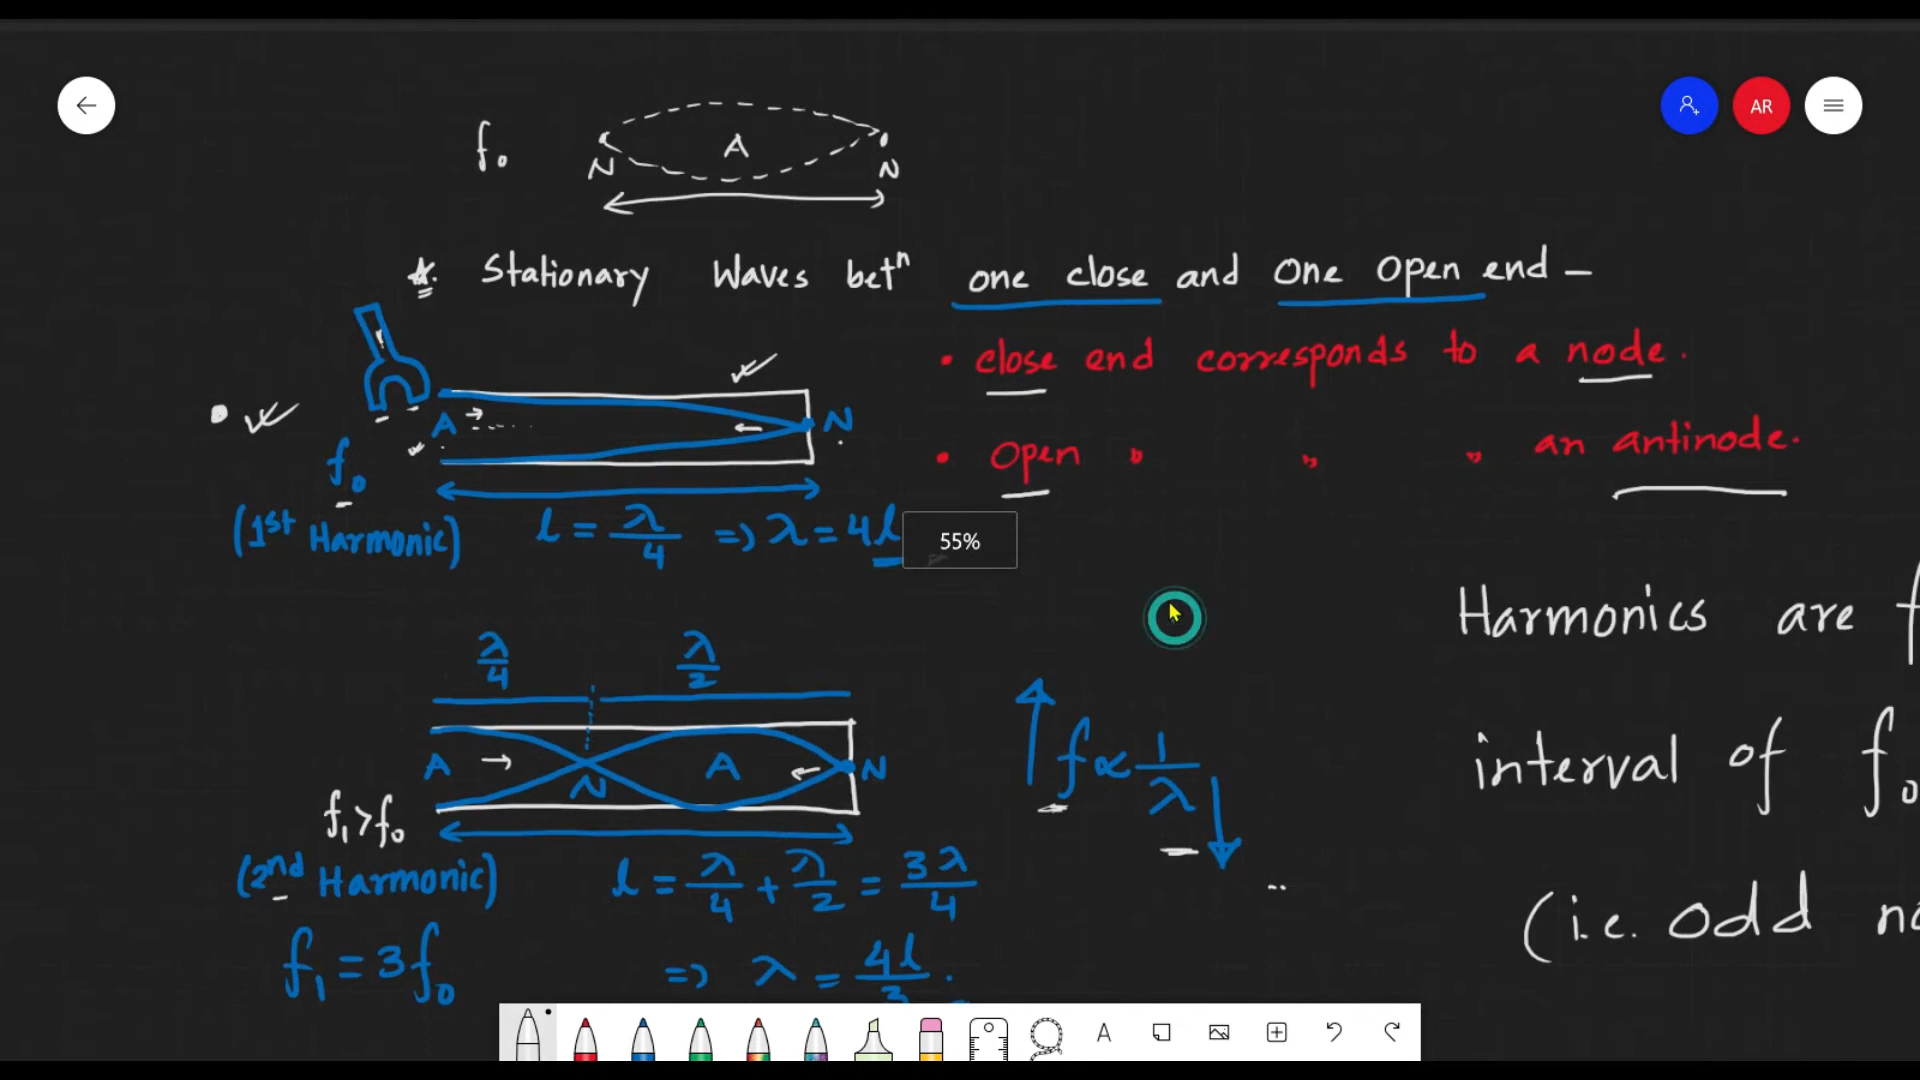 f₀
A
N N
AR
* Stationary Waves betⁿ one close and One Open end –
• close end corresponds to a node.
A N
• Open " " " an antinode.
f₀
(1st Harmonic)
l = λ/4 => λ = 4l
55%
Harmonics are
λ/4 λ/2
f ∝ 1/λ
A N A N
interval of f₀
f₁ > f₀
(2nd Harmonic)
l = λ/4 + λ/2 = 3λ/4
(i.e. odd
f₁ = 3f₀
=> λ = 4l/3
A